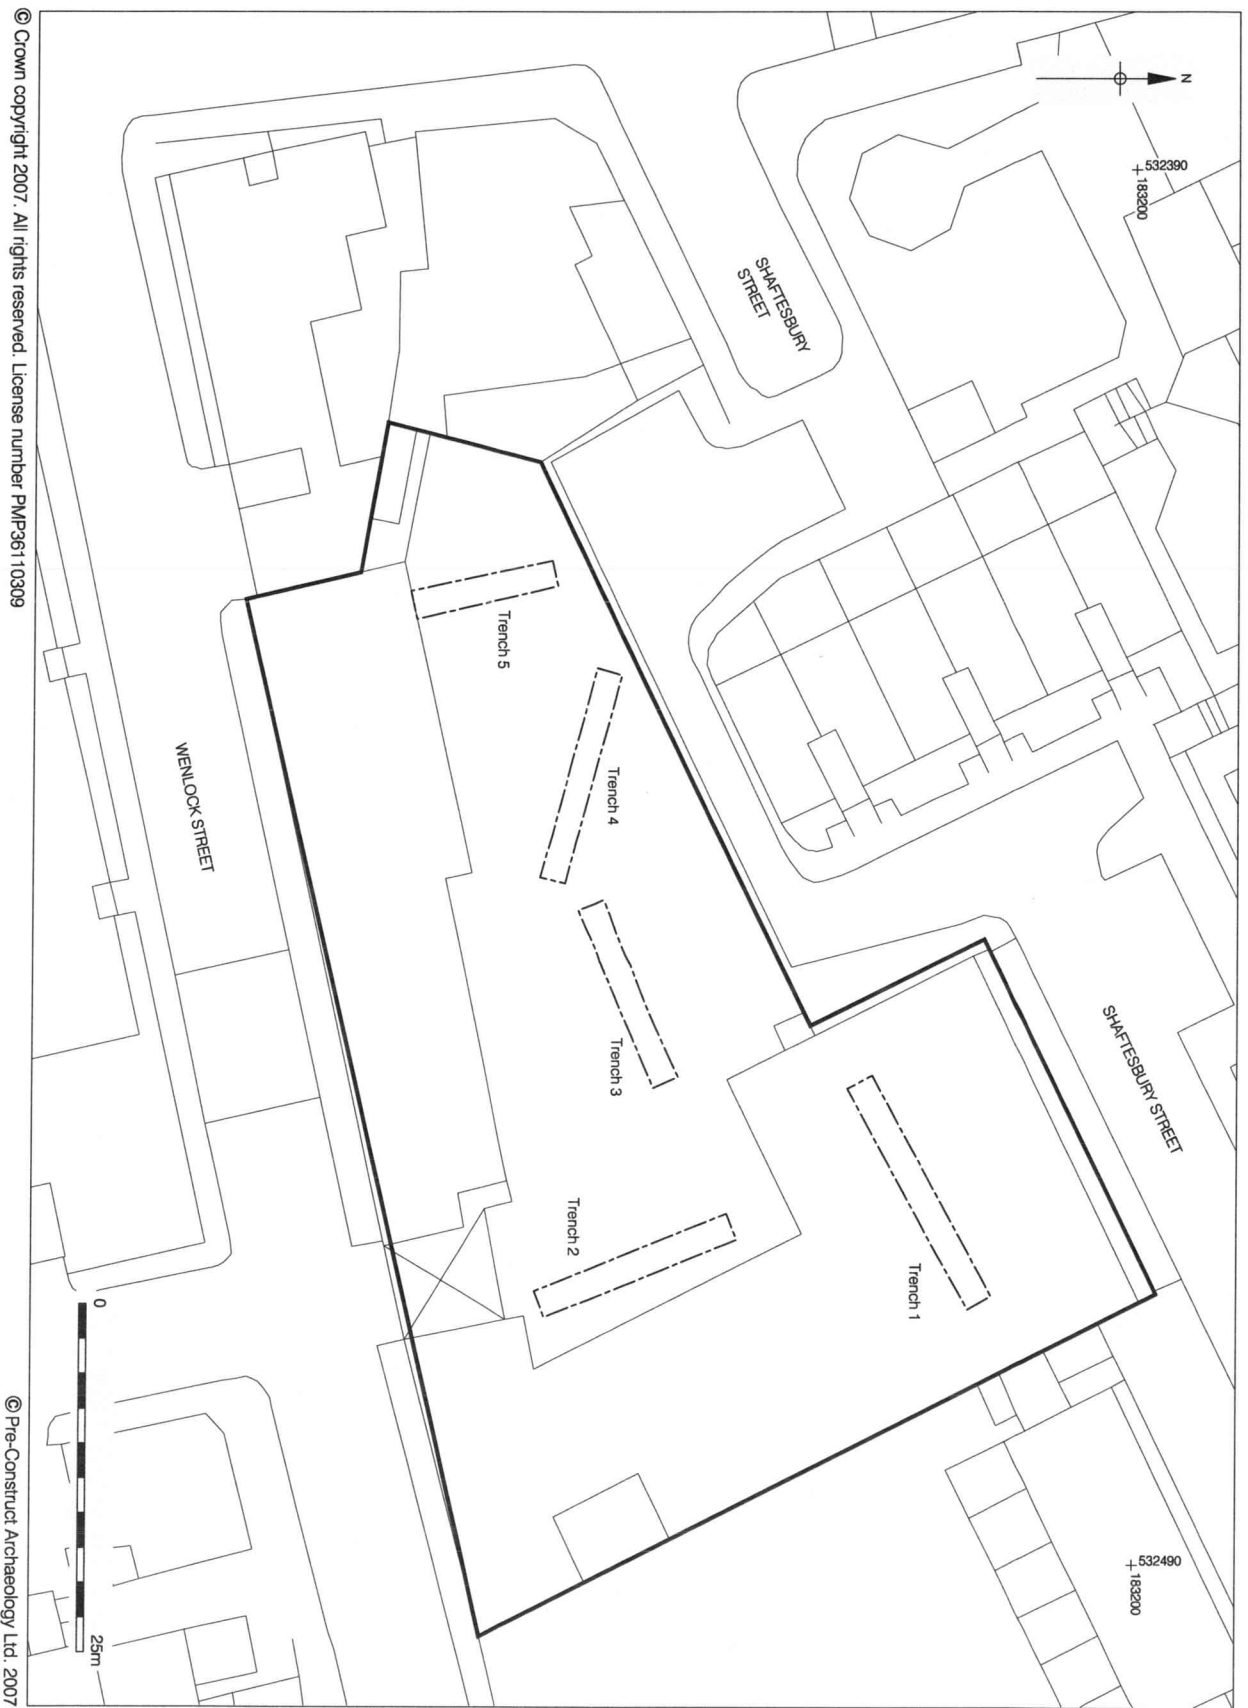 N
532390
183200
SHAFTESBURY
STREET
SHAFTESBURY STREET
Trench 5
Trench 4
Trench 3
Trench 2
Trench 1
WENLOCK STREET
532490
183200
0
25m
© Crown copyright 2007. All rights reserved. License number PMP36110309
© Pre-Construct Archaeology Ltd. 2007